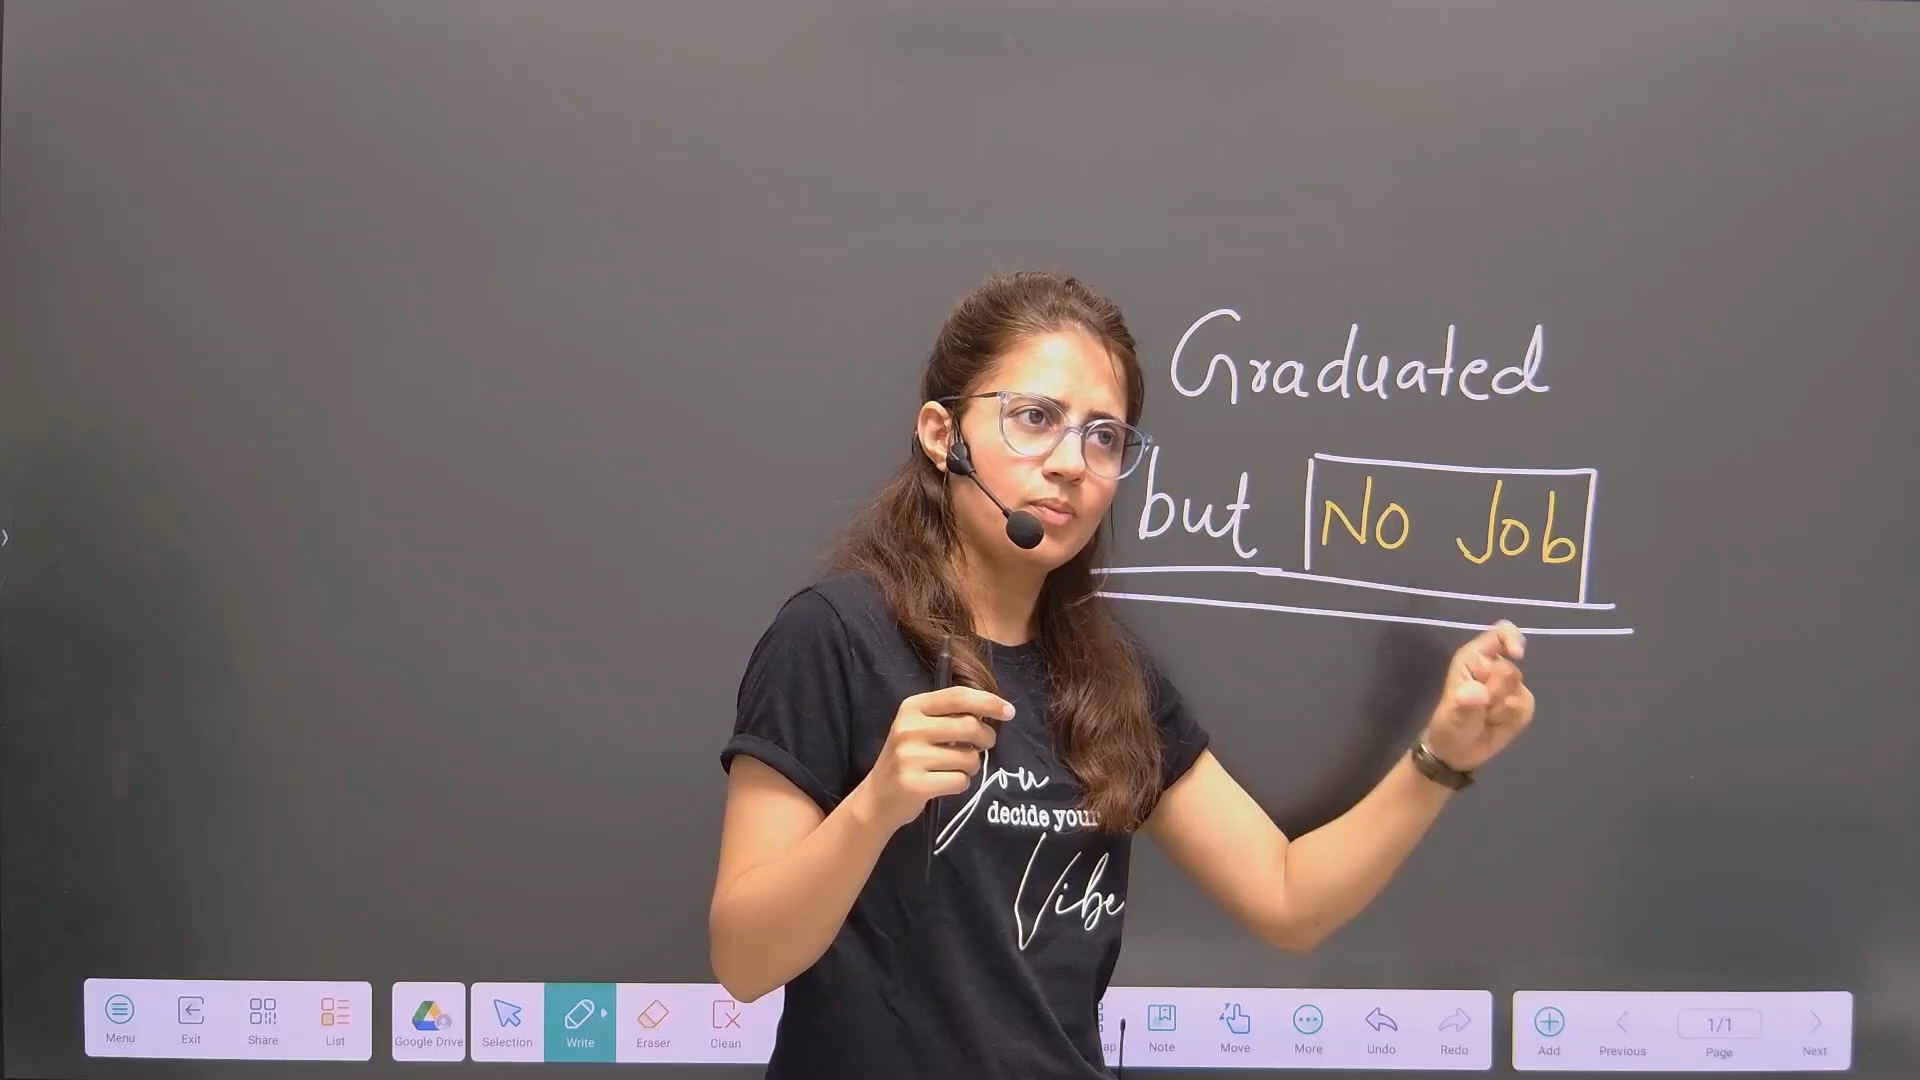 Graduated
but No Job
You
decide your
Vibe
Menu Exit Share List Google Drive Selection Write Eraser Clean Note Move More Undo Redo Add Previous 1/1 Page Next